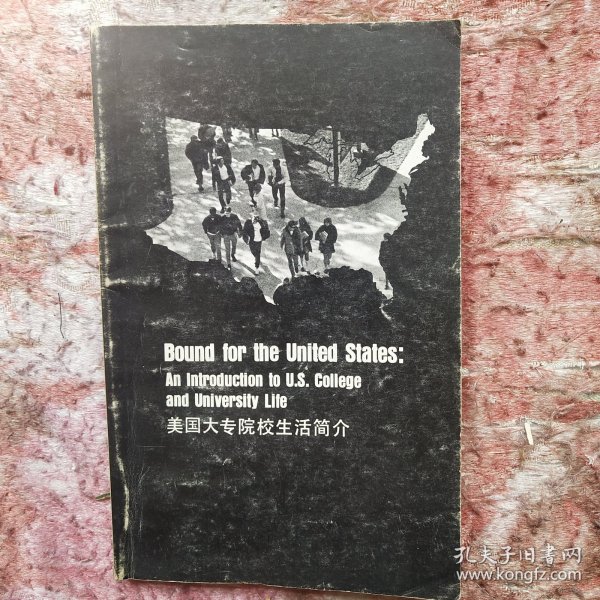 Bound for the United States:
An Introduction to U.S. College
and University Life
美国大专院校生活简介
孔夫子旧书网
www.kongfz.com